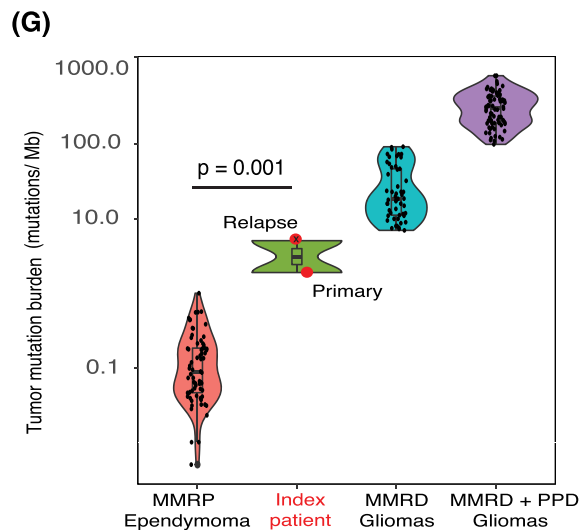 (G)
Tumor mutation burden (mutations/ Mb)
1000.0
100.0
10.0
0.1
p = 0.001
Relapse
Primary
MMRP
Ependymoma
Index
patient
MMRD
Gliomas
MMRD + PPD
Gliomas